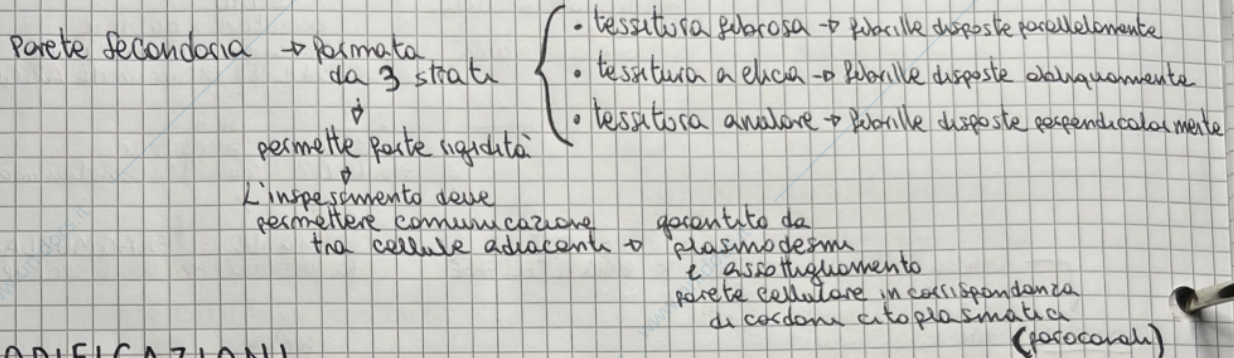 • tessitura fibrosa → fibrille disposte parallelamente
Parete secondaria → formata
da 3 strati
• tessitura a elica → fibrille disposte obliquamente
• tessitura anulare → fibrille disposte perpendicolarmente
permette forte rigidità
L'inspessimento deve
permettere comunicazione
tra cellule adiacenti →
garantito da
plasmodesmi
e assottigliamento
parete cellulare in corrispondenza
di cordoni citoplasmatici
(porocanali)